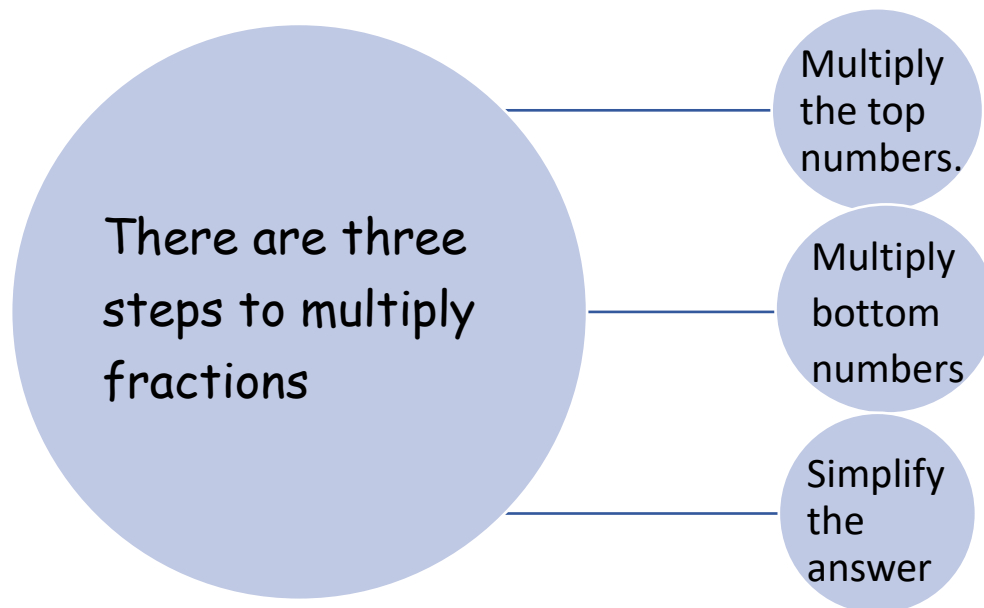 There are three
steps to multiply
fractions
Multiply
the top
numbers.
Multiply
bottom
numbers
Simplify
the
answer